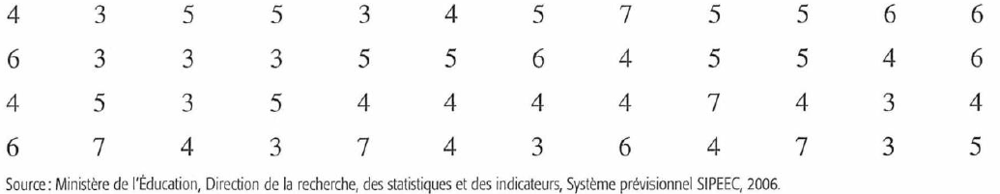 4 3 5 5 3 4 5 7 5 5 6 6
6 3 3 3 5 5 6 4 5 5 4 6
4 5 3 5 4 4 4 4 7 4 3 4
6 7 4 3 7 4 3 6 4 7 3 5
Source : Ministère de l'Éducation, Direction de la recherche, des statistiques et des indicateurs, Système prévisionnel SIPEEC, 2006.